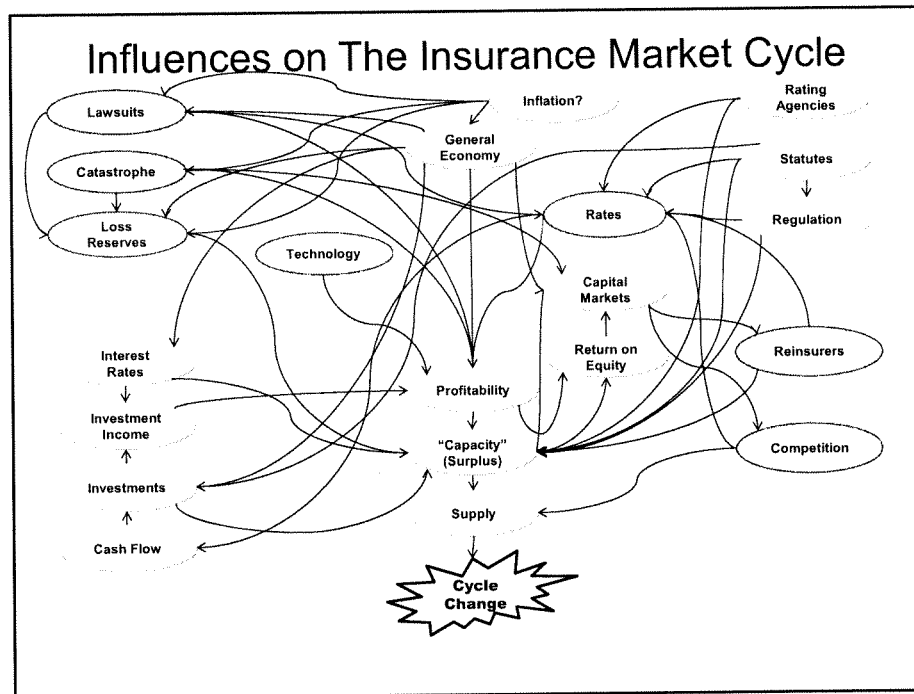 Influences on The Insurance Market Cycle
Lawsuits
Inflation?
Rating
Agencies
General
Economy
Catastrophe
Statutes
Loss
Reserves
Rates
Regulation
Technology
Capital
Markets
Interest
Rates
Return on
Equity
Reinsurers
Profitability
Investment
Income
"Capacity"
(Surplus)
Competition
Investments
Supply
Cash Flow
Cycle
Change